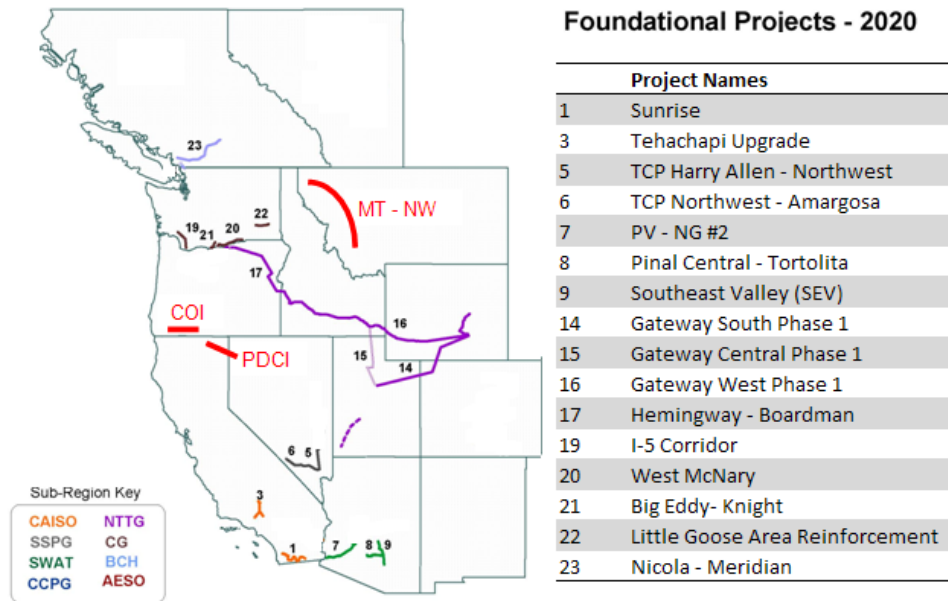 Foundational Projects - 2020
Project Names
1 Sunrise
3 Tehachapi Upgrade
5 TCP Harry Allen - Northwest
6 TCP Northwest - Amargosa
7 PV - NG #2
8 Pinal Central - Tortolita
9 Southeast Valley (SEV)
14 Gateway South Phase 1
15 Gateway Central Phase 1
16 Gateway West Phase 1
17 Hemingway - Boardman
19 I-5 Corridor
20 West McNary
21 Big Eddy- Knight
22 Little Goose Area Reinforcement
23 Nicola - Meridian
23
MT - NW
22
19
21
20
17
COI
PDCI
16
15
14
6 5
3
1
7
8 9
Sub-Region Key
CAISO NTTG
SSPG CG
SWAT BCH
CCPG AESO